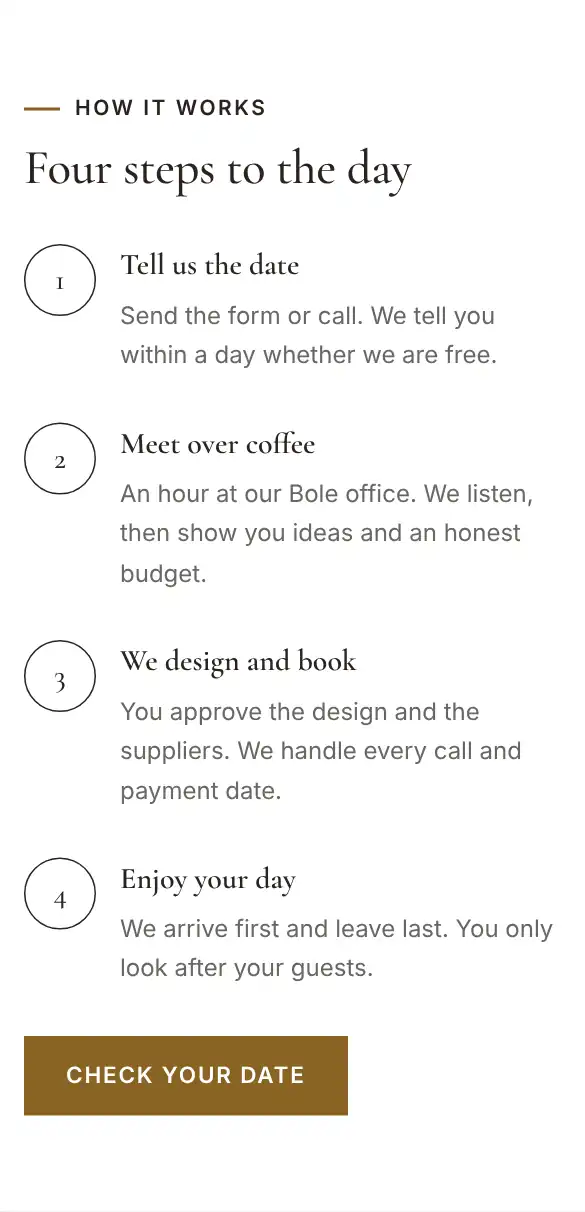 HOW IT WORKS
Four steps to the day
1
Tell us the date
Send the form or call. We tell you
within a day whether we are free.
2
Meet over coffee
An hour at our Bole office. We listen,
then show you ideas and an honest
budget.
3
We design and book
You approve the design and the
suppliers. We handle every call and
payment date.
4
Enjoy your day
We arrive first and leave last. You only
look after your guests.
CHECK YOUR DATE